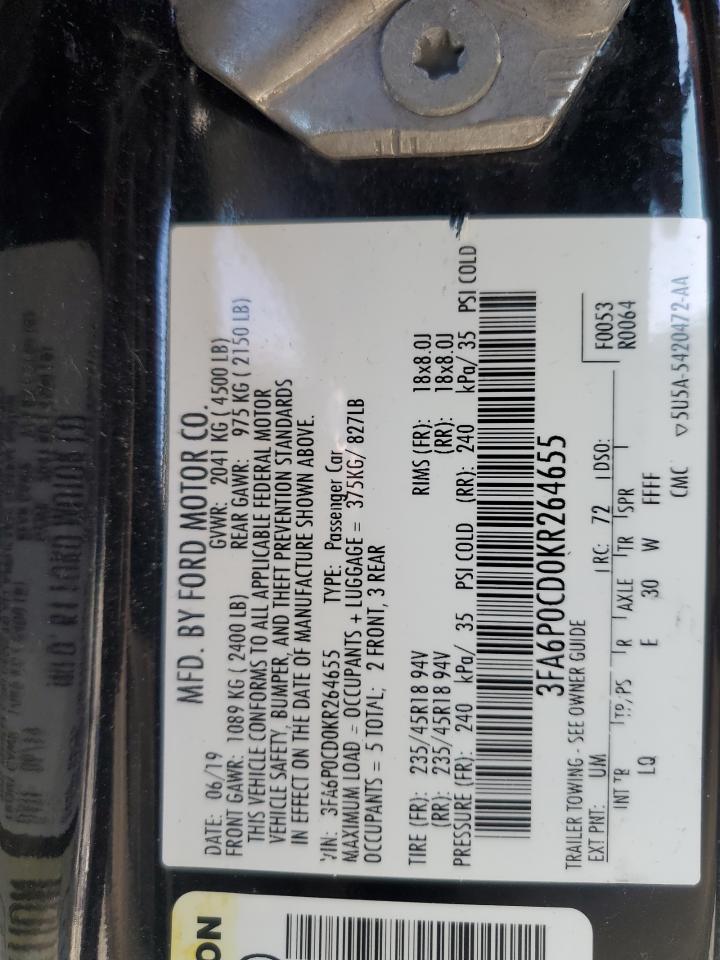 MFD. BY FORD MOTOR CO.
DATE: 06/19 GVWR: 2041 KG ( 4500 LB)
FRONT GAWR: 1089 KG ( 2400 LB) REAR GAWR: 975 KG ( 2150 LB)
THIS VEHICLE CONFORMS TO ALL APPLICABLE FEDERAL MOTOR
VEHICLE SAFETY, BUMPER, AND THEFT PREVENTION STANDARDS
IN EFFECT ON THE DATE OF MANUFACTURE SHOWN ABOVE.
VIN: 3FA6P0CD0KR264655 TYPE: Passenger Car
MAXIMUM LOAD = OCCUPANTS + LUGGAGE = 375KG/ 827LB
OCCUPANTS = 5 TOTAL; 2 FRONT, 3 REAR
TIRE (FR): 235/45R18 94V RIMS (FR): 18x8.0J
(RR): 235/45R18 94V (RR): 18x8.0J
PRESSURE (FR): 240 kPa/ 35 PSI COLD (RR): 240 kPa/ 35 PSI COLD
3FA6P0CD0KR264655
TRAILER TOWING - SEE OWNER GUIDE
F0053
EXT PNT: UM RC: 72 DSO: R0064
INT TR TP/PS R AXLE TR SPR
LQ E 30 W FFFF
CMC ▽5U5A-5420472-AA
ON